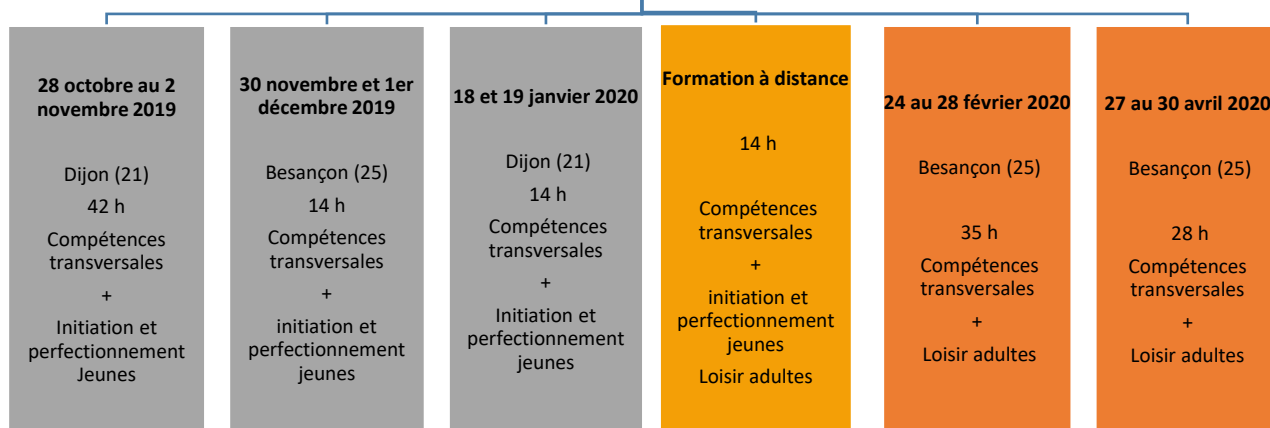 28 octobre au 2
novembre 2019
Dijon (21)
42 h
Compétences
transversales
+
Initiation et
perfectionnement
Jeunes
30 novembre et 1er
décembre 2019
Besançon (25)
14 h
Compétences
transversales
+
initiation et
perfectionnement
jeunes
18 et 19 janvier 2020
Dijon (21)
14 h
Compétences
transversales
+
Initiation et
perfectionnement
jeunes
Formation à distance
14 h
Compétences
transversales
+
initiation et
perfectionnement
jeunes
Loisir adultes
24 au 28 février 2020
Besançon (25)
35 h
Compétences
transversales
+
Loisir adultes
27 au 30 avril 2020
Besançon (25)
28 h
Compétences
transversales
+
Loisir adultes